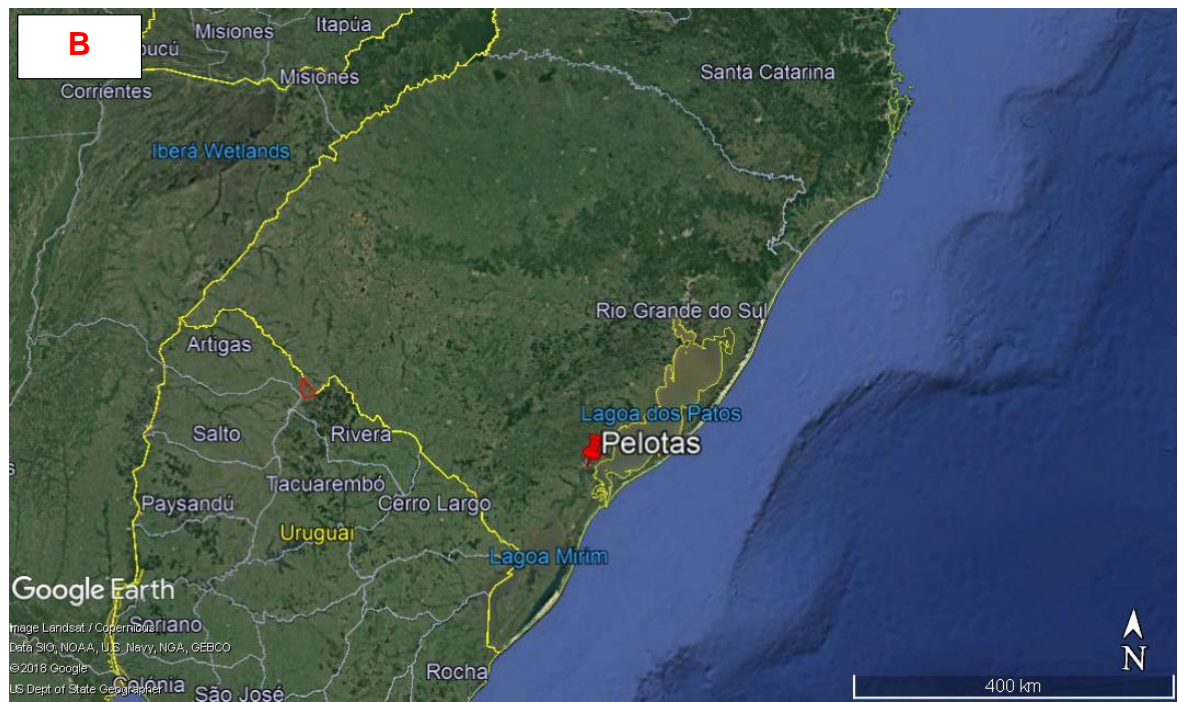 B
Misiones
Itapúa
Misiones
Corrientes
Santa Catarina
Iberá Wetlands
Rio Grande do Sul
Artigas
Lagoa dos Patos
Salto
Rivera
Pelotas
Tacuarembó
Paysandú
Cerro Largo
Uruguai
Lagoa Mirim
Google Earth
Soriano
Image Landsat / Copernicus
Data SIO, NOAA, U.S. Navy, NGA, GEBCO
©2018 Google
Rocha
US Dept of State Geographer
Colónia
São José
N
400 km